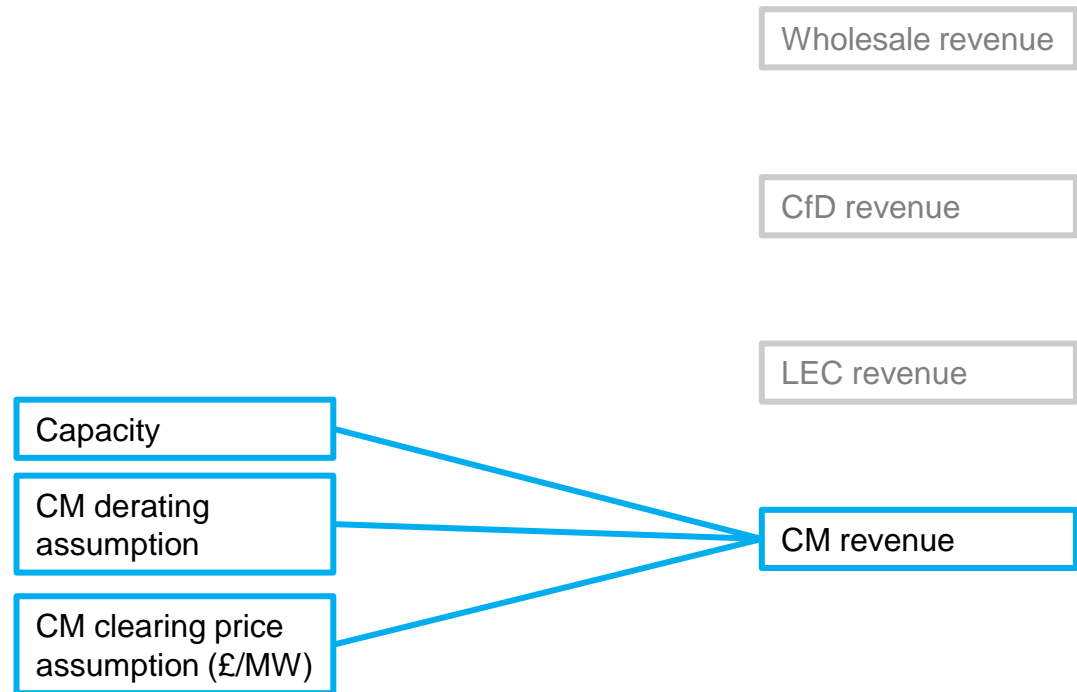 Wholesale revenue
CfD revenue
LEC revenue
Capacity
CM derating
assumption
CM revenue
CM clearing price
assumption (£/MW)